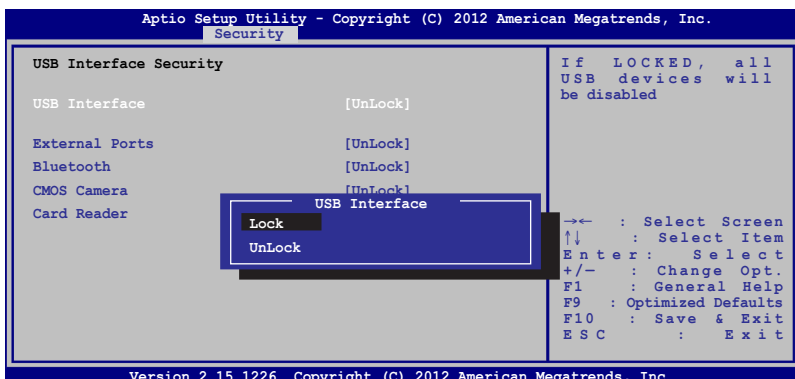 Aptio Setup Utility - Copyright (C) 2012 American Megatrends, Inc.
Security
USB Interface Security
USB Interface [UnLock]
External Ports [UnLock]
Bluetooth [UnLock]
CMOS Camera [UnLock]
Card Reader
USB Interface
Lock
UnLock
If LOCKED, all
USB devices will
be disabled
→← : Select Screen
↑↓ : Select Item
Enter: Select
+/— : Change Opt.
F1 : General Help
F9 : Optimized Defaults
F10 : Save & Exit
ESC : Exit
Version 2.15.1226. Copyright (C) 2012 American Megatrends, Inc.